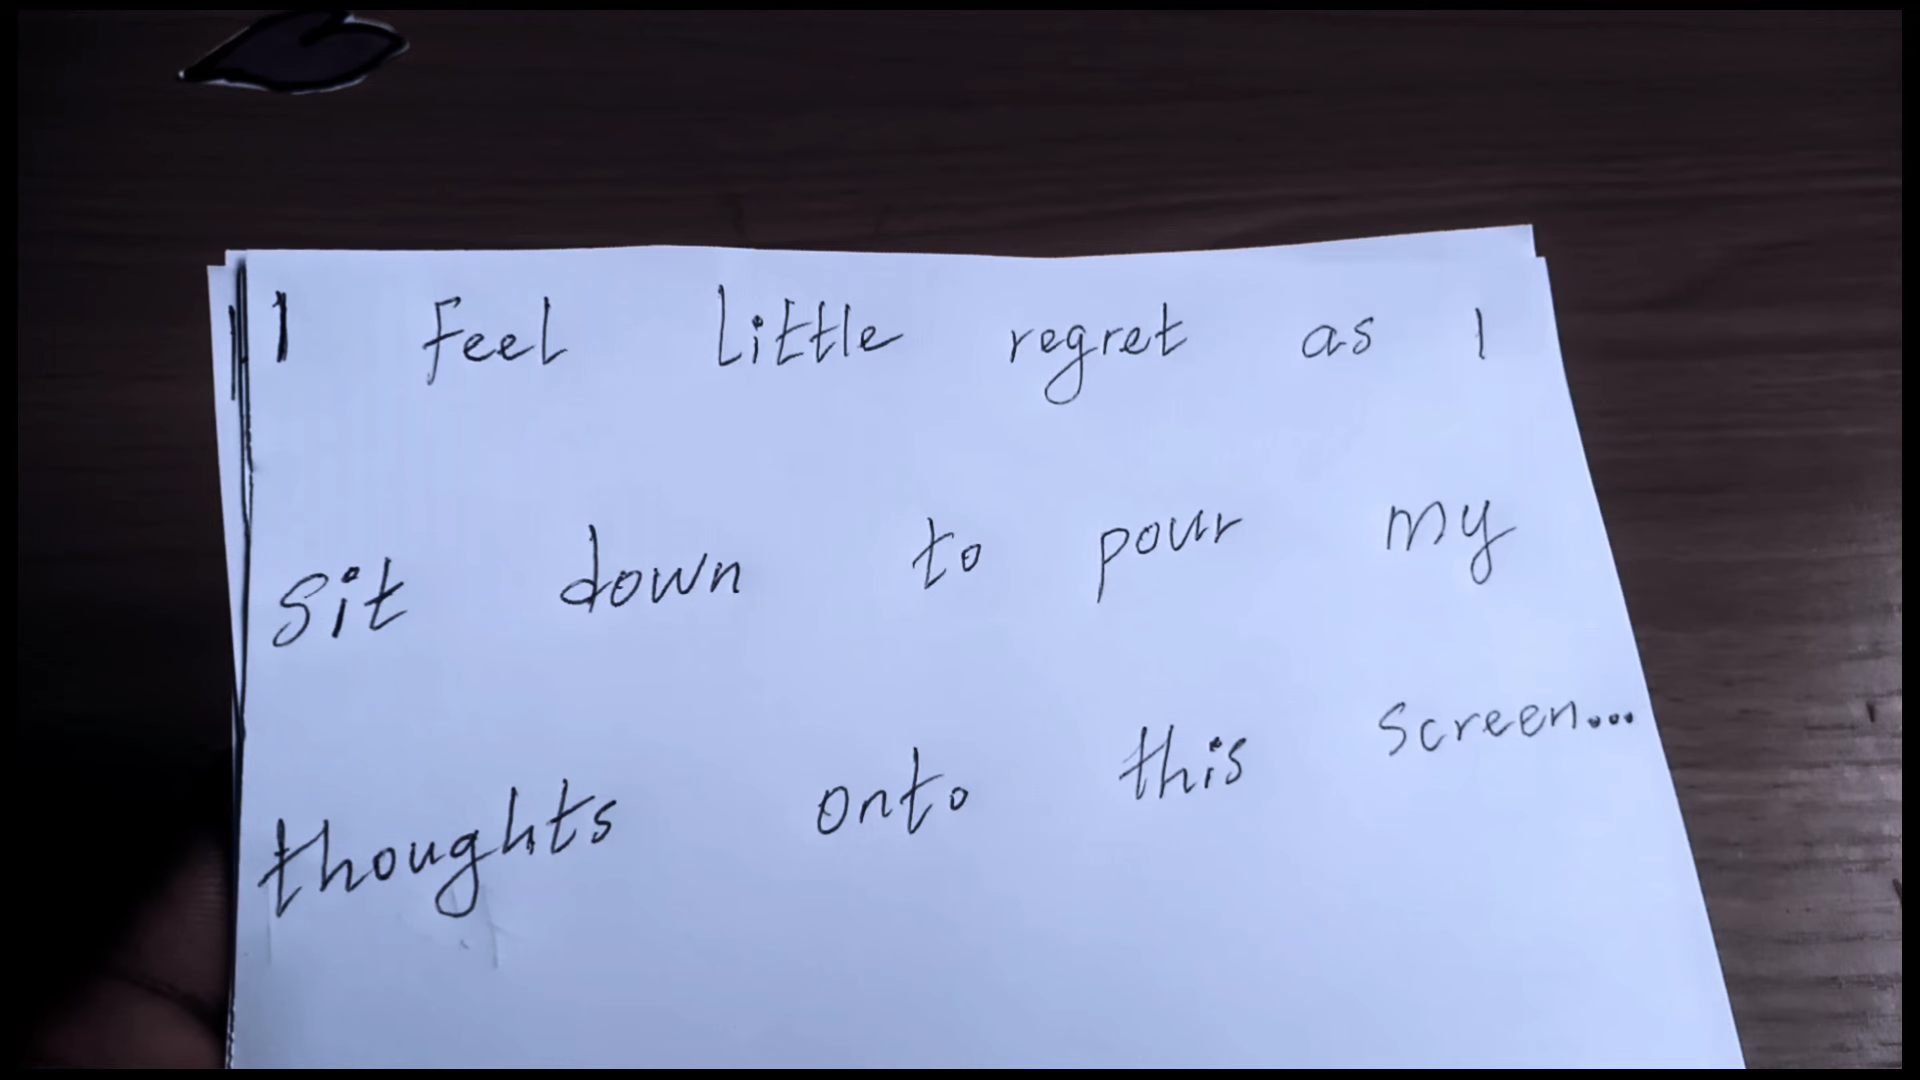 I feel little regret as I
sit down to pour my
thoughts onto this screen...